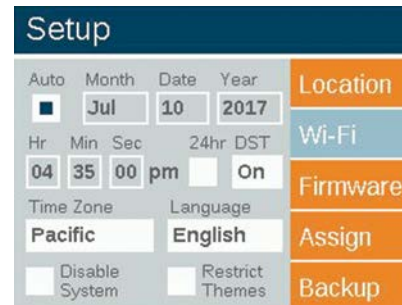 Setup
Auto Month Date Year
Jul 10 2017
Hr Min Sec 24hr DST
04 35 00 pm On
Time Zone Language
Pacific English
Disable System Restrict Themes
Location
Wi-Fi
Firmware
Assign
Backup